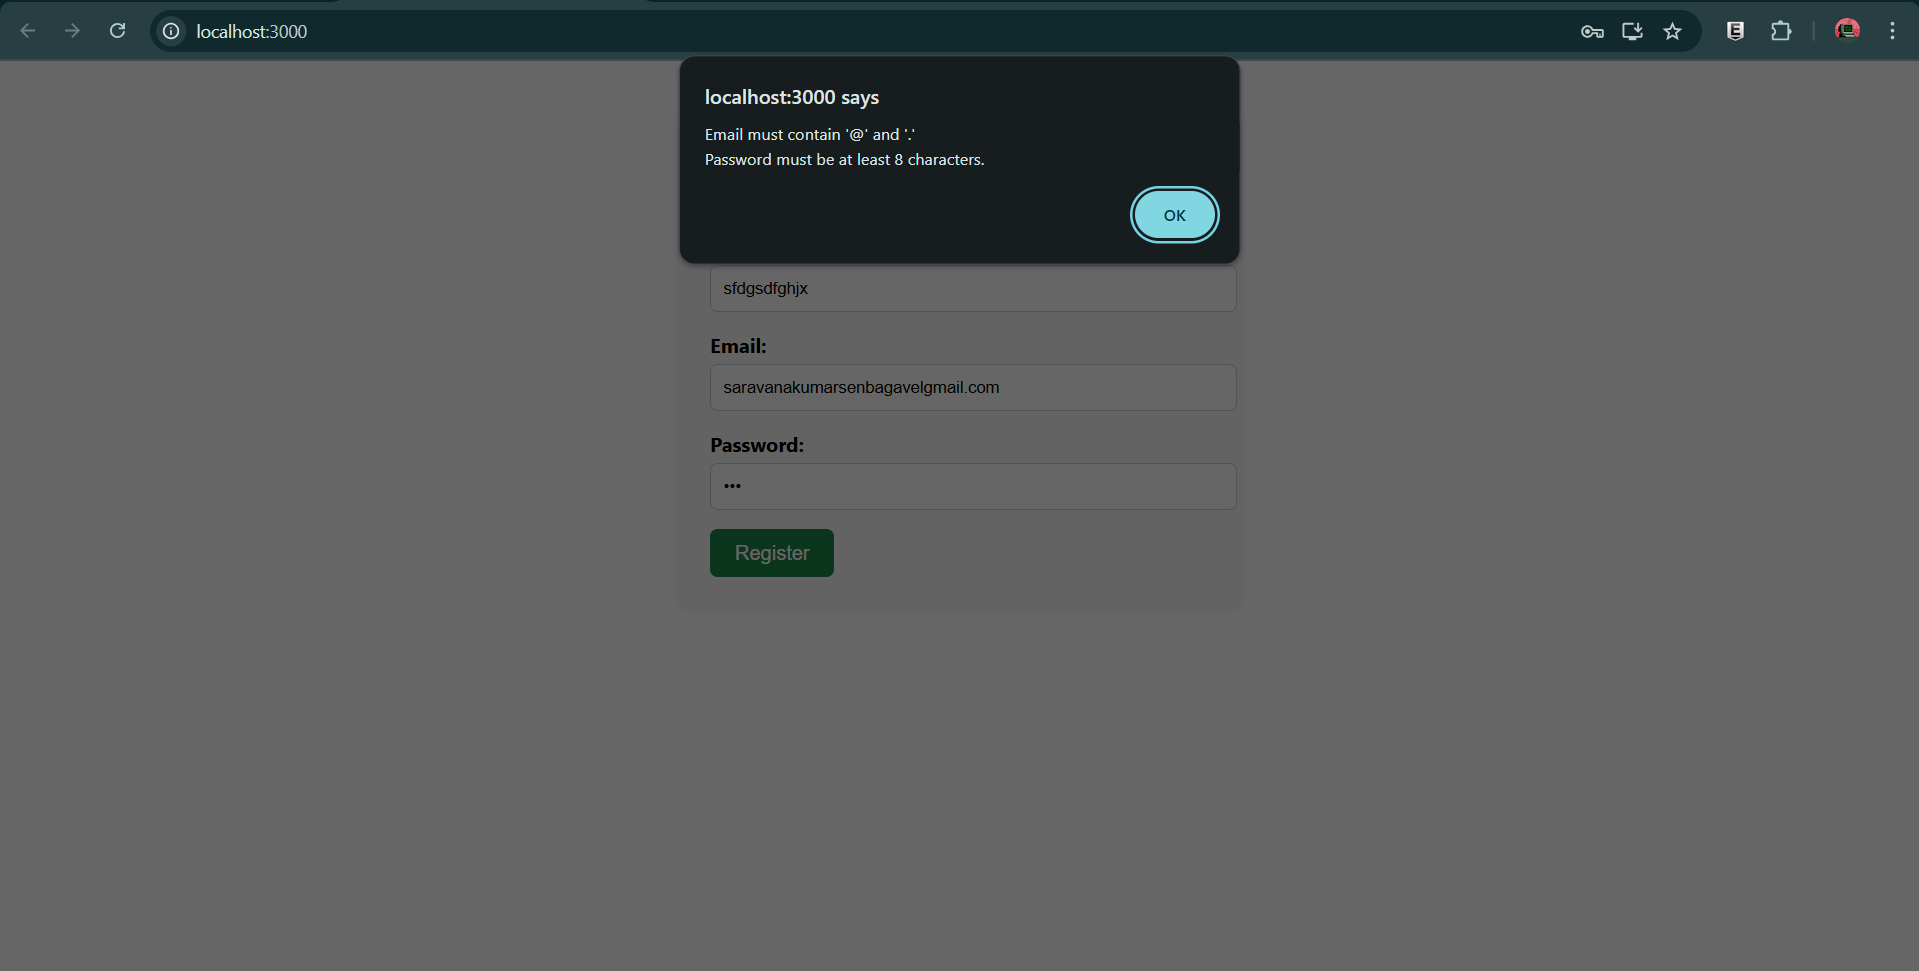 localhost:3000
E
localhost:3000 says
Email must contain '@' and '.'
Password must be at least 8 characters.
OK
sfdgsdfghjx
Email:
saravanakumarsenbagavelgmail.com
Password:
•••
Register